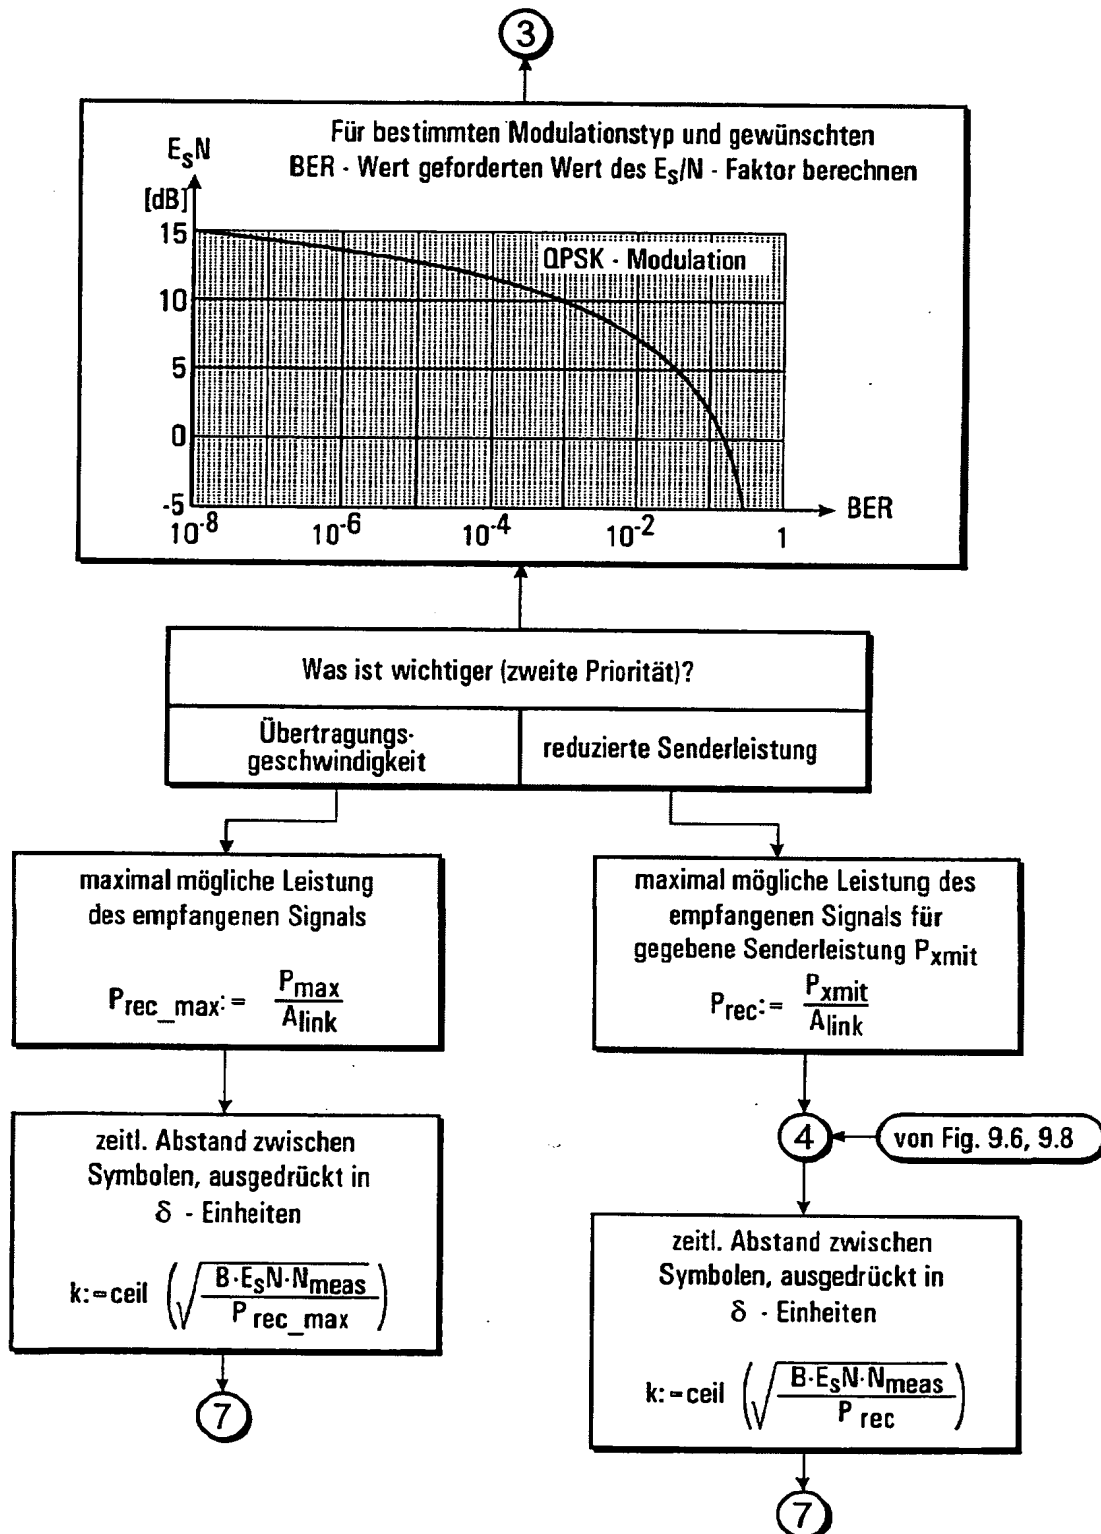 3
Für bestimmten Modulationstyp und gewünschten
BER - Wert geforderten Wert des Es/N - Faktor berechnen
EsN
[dB]
15
10
5
0
-5
QPSK - Modulation
10-8
10-6
10-4
10-2
1
BER
Was ist wichtiger (zweite Priorität)?
Übertragungs-
geschwindigkeit
reduzierte Senderleistung
maximal mögliche Leistung
des empfangenen Signals
Prec_max:= Pmax
Alink
maximal mögliche Leistung des
empfangenen Signals für
gegebene Senderleistung Pxmit
Prec:= Pxmit
Alink
4
von Fig. 9.6, 9.8
zeitl. Abstand zwischen
Symbolen, ausgedrückt in
δ - Einheiten
k:=ceil (√ B·EsN·Nmeas
P rec_max )
7
zeitl. Abstand zwischen
Symbolen, ausgedrückt in
δ - Einheiten
k:=ceil (√ B·EsN·Nmeas
P rec )
7